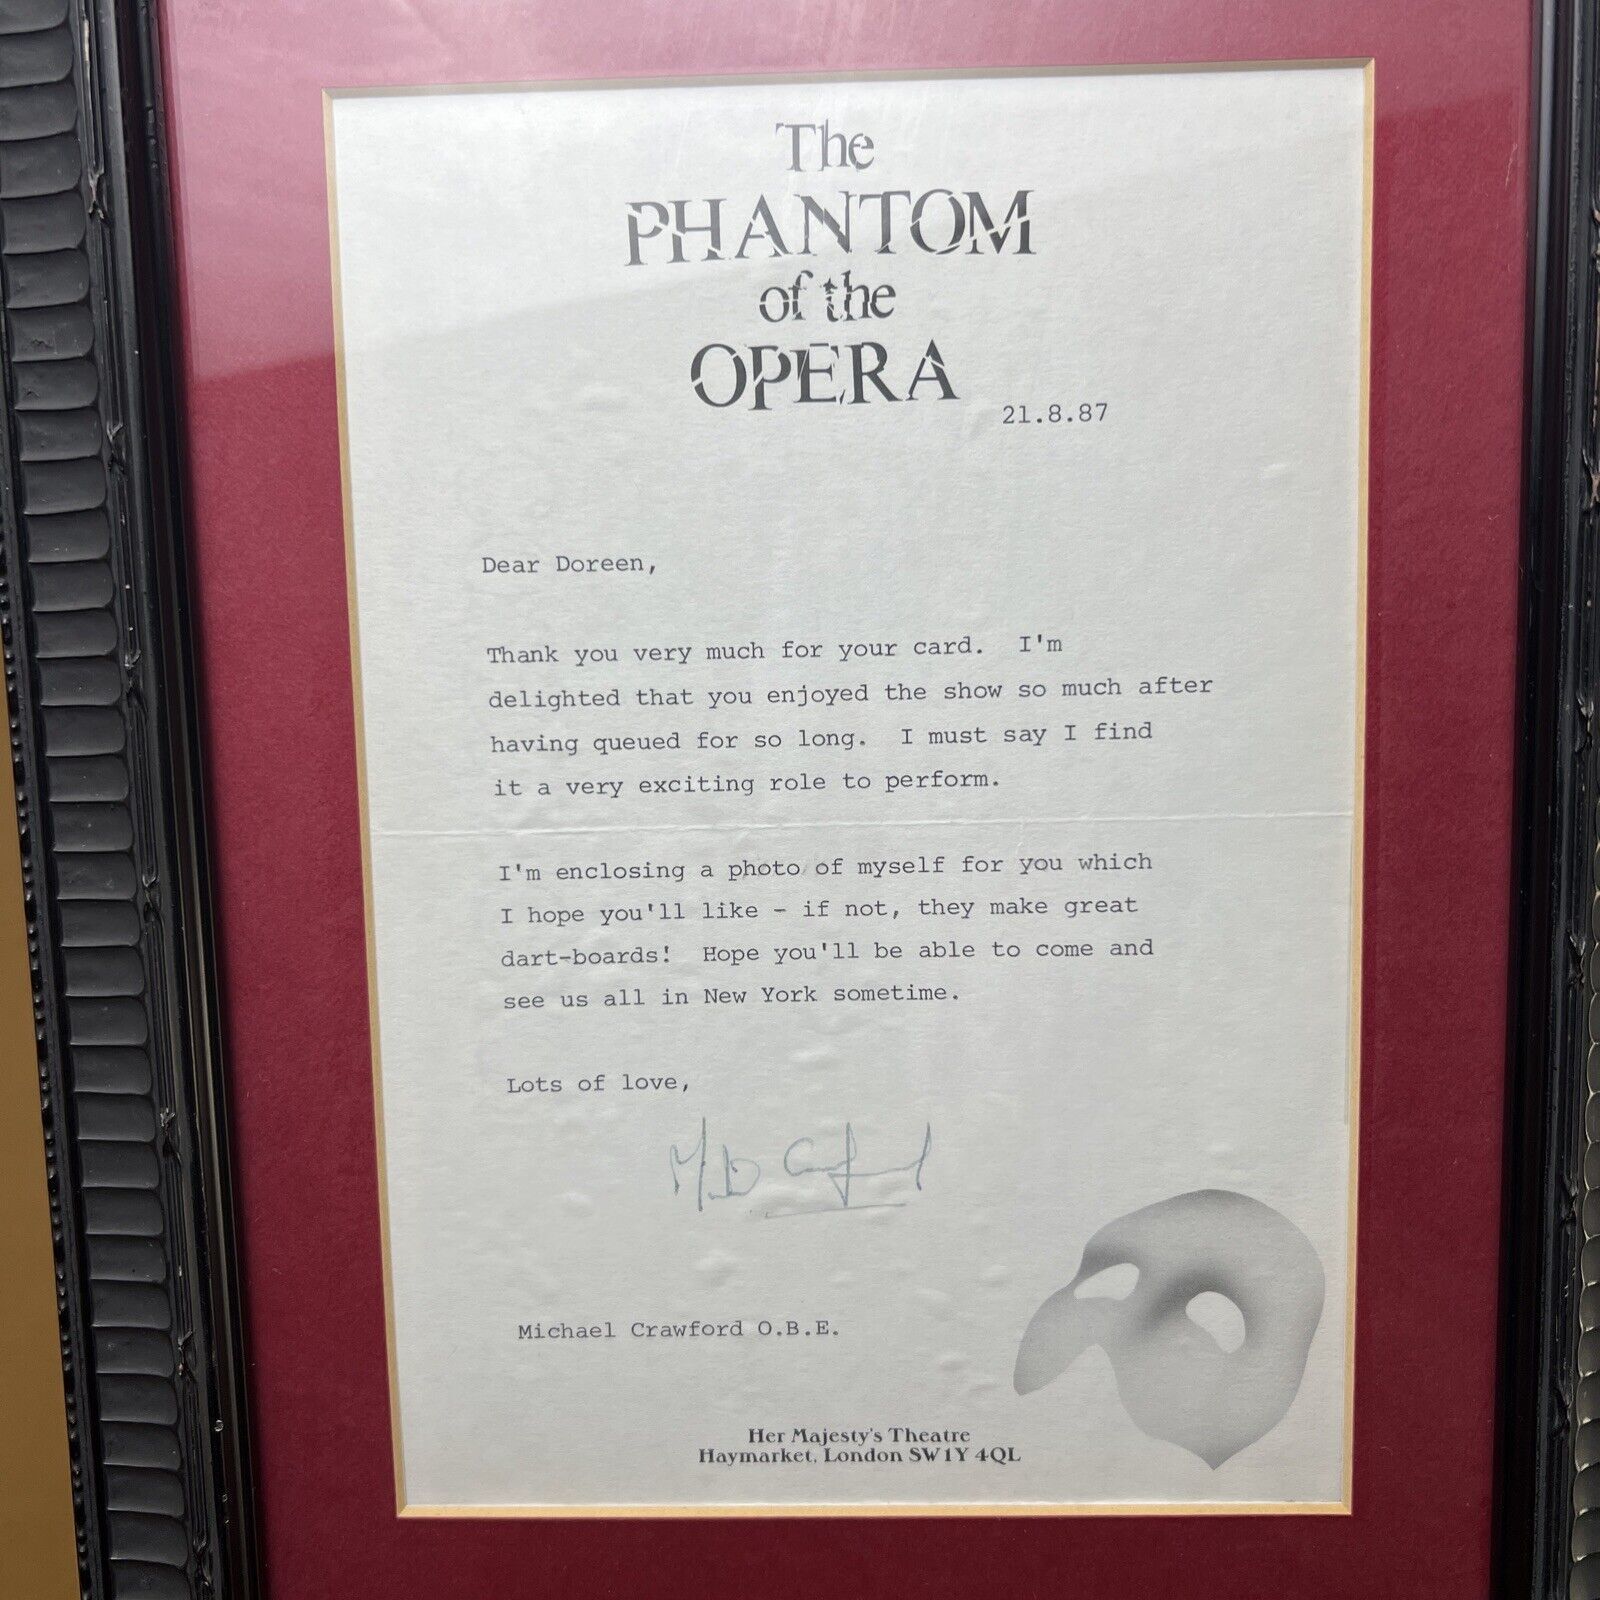 The
PHANTOM
of the
OPERA
21.8.87
Dear Doreen,
Thank you very much for your card. I'm
delighted that you enjoyed the show so much after
having queued for so long. I must say I find
it a very exciting role to perform.
I'm enclosing a photo of myself for you which
I hope you'll like - if not, they make great
dart-boards! Hope you'll be able to come and
see us all in New York sometime.
Lots of love,
Michael Crawford O.B.E.
Her Majesty's Theatre
Haymarket, London SW1Y 4QL